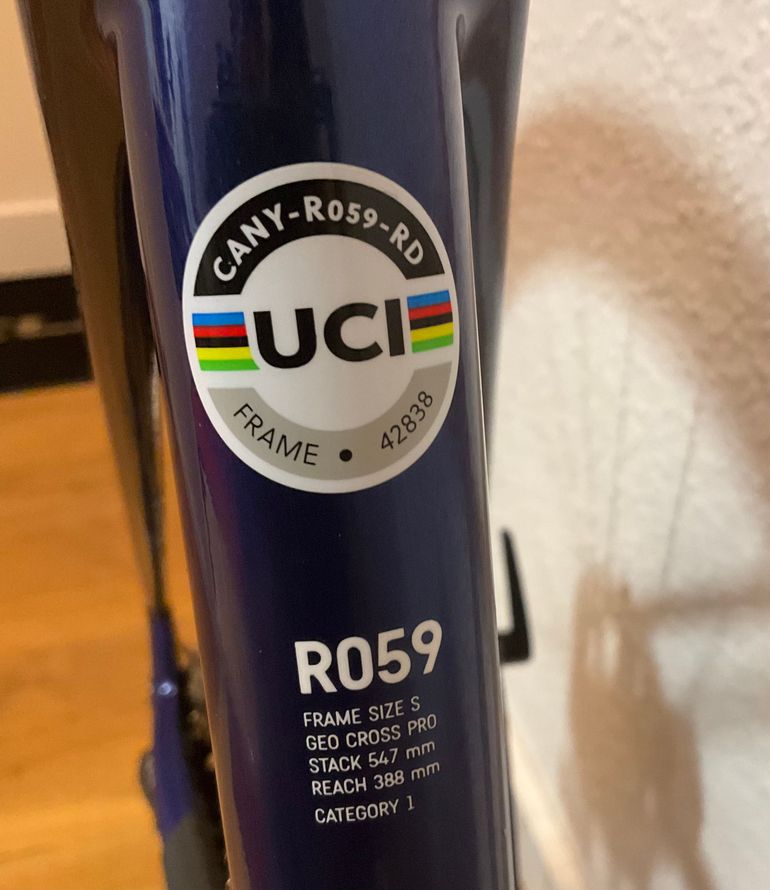 CANY-R059-RD
UCI
FRAME • 42838
R059
FRAME SIZE S
GEO CROSS PRO
STACK 547 mm
REACH 388 mm
CATEGORY 1